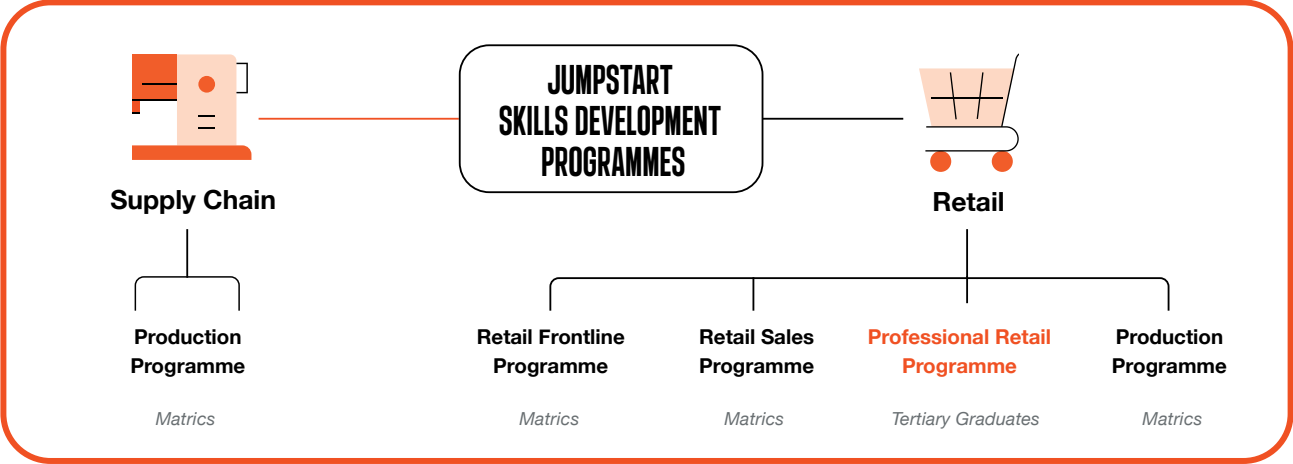 JUMPSTART
SKILLS DEVELOPMENT
PROGRAMMES
Supply Chain
Retail
Production
Programme
Matrics
Retail Frontline
Programme
Matrics
Retail Sales
Programme
Matrics
Professional Retail
Programme
Tertiary Graduates
Production
Programme
Matrics